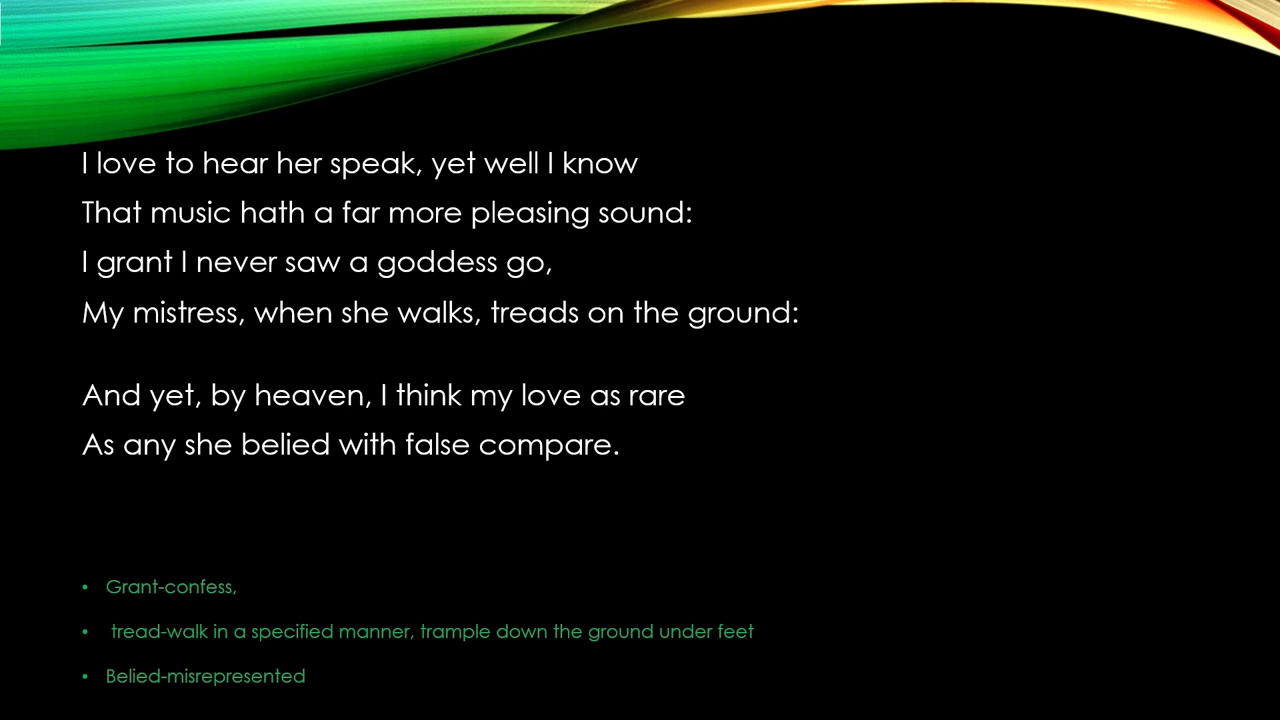 I love to hear her speak, yet well I know
That music hath a far more pleasing sound:
I grant I never saw a goddess go,
My mistress, when she walks, treads on the ground:
And yet, by heaven, I think my love as rare
As any she belied with false compare.
• Grant-confess,
• tread-walk in a specified manner, trample down the ground under feet
• Belied-misrepresented